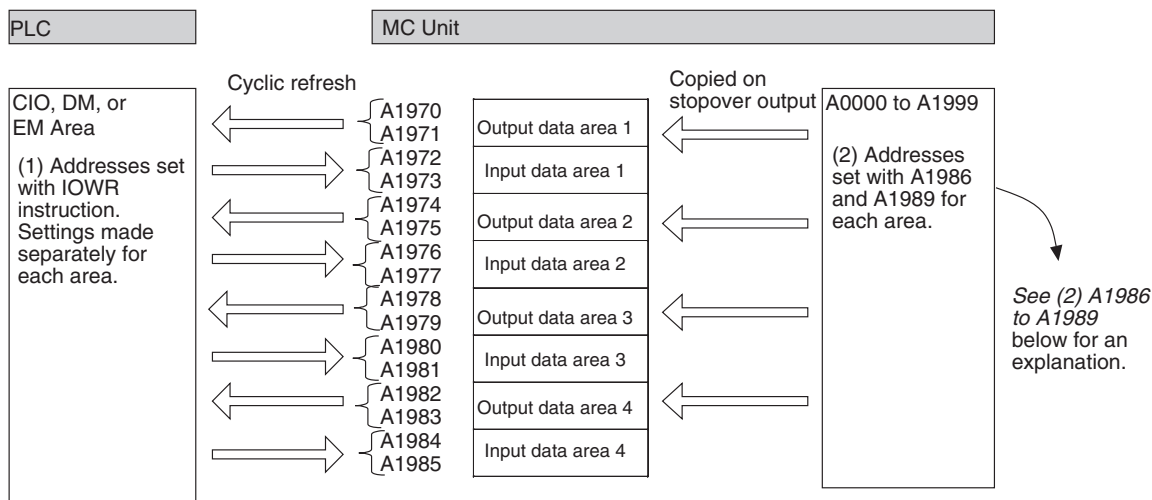 PLC
MC Unit
Cyclic refresh
Copied on
stopover output
CIO, DM, or
EM Area
(1) Addresses set
with IOWR
instruction.
Settings made
separately for
each area.
A1970
A1971
Output data area 1
A1972
A1973
Input data area 1
A1974
A1975
Output data area 2
A1976
A1977
Input data area 2
A1978
A1979
Output data area 3
A1980
A1981
Input data area 3
A1982
A1983
Output data area 4
A1984
A1985
Input data area 4
A0000 to A1999
(2) Addresses
set with A1986
and A1989 for
each area.
See (2) A1986
to A1989
below for an
explanation.